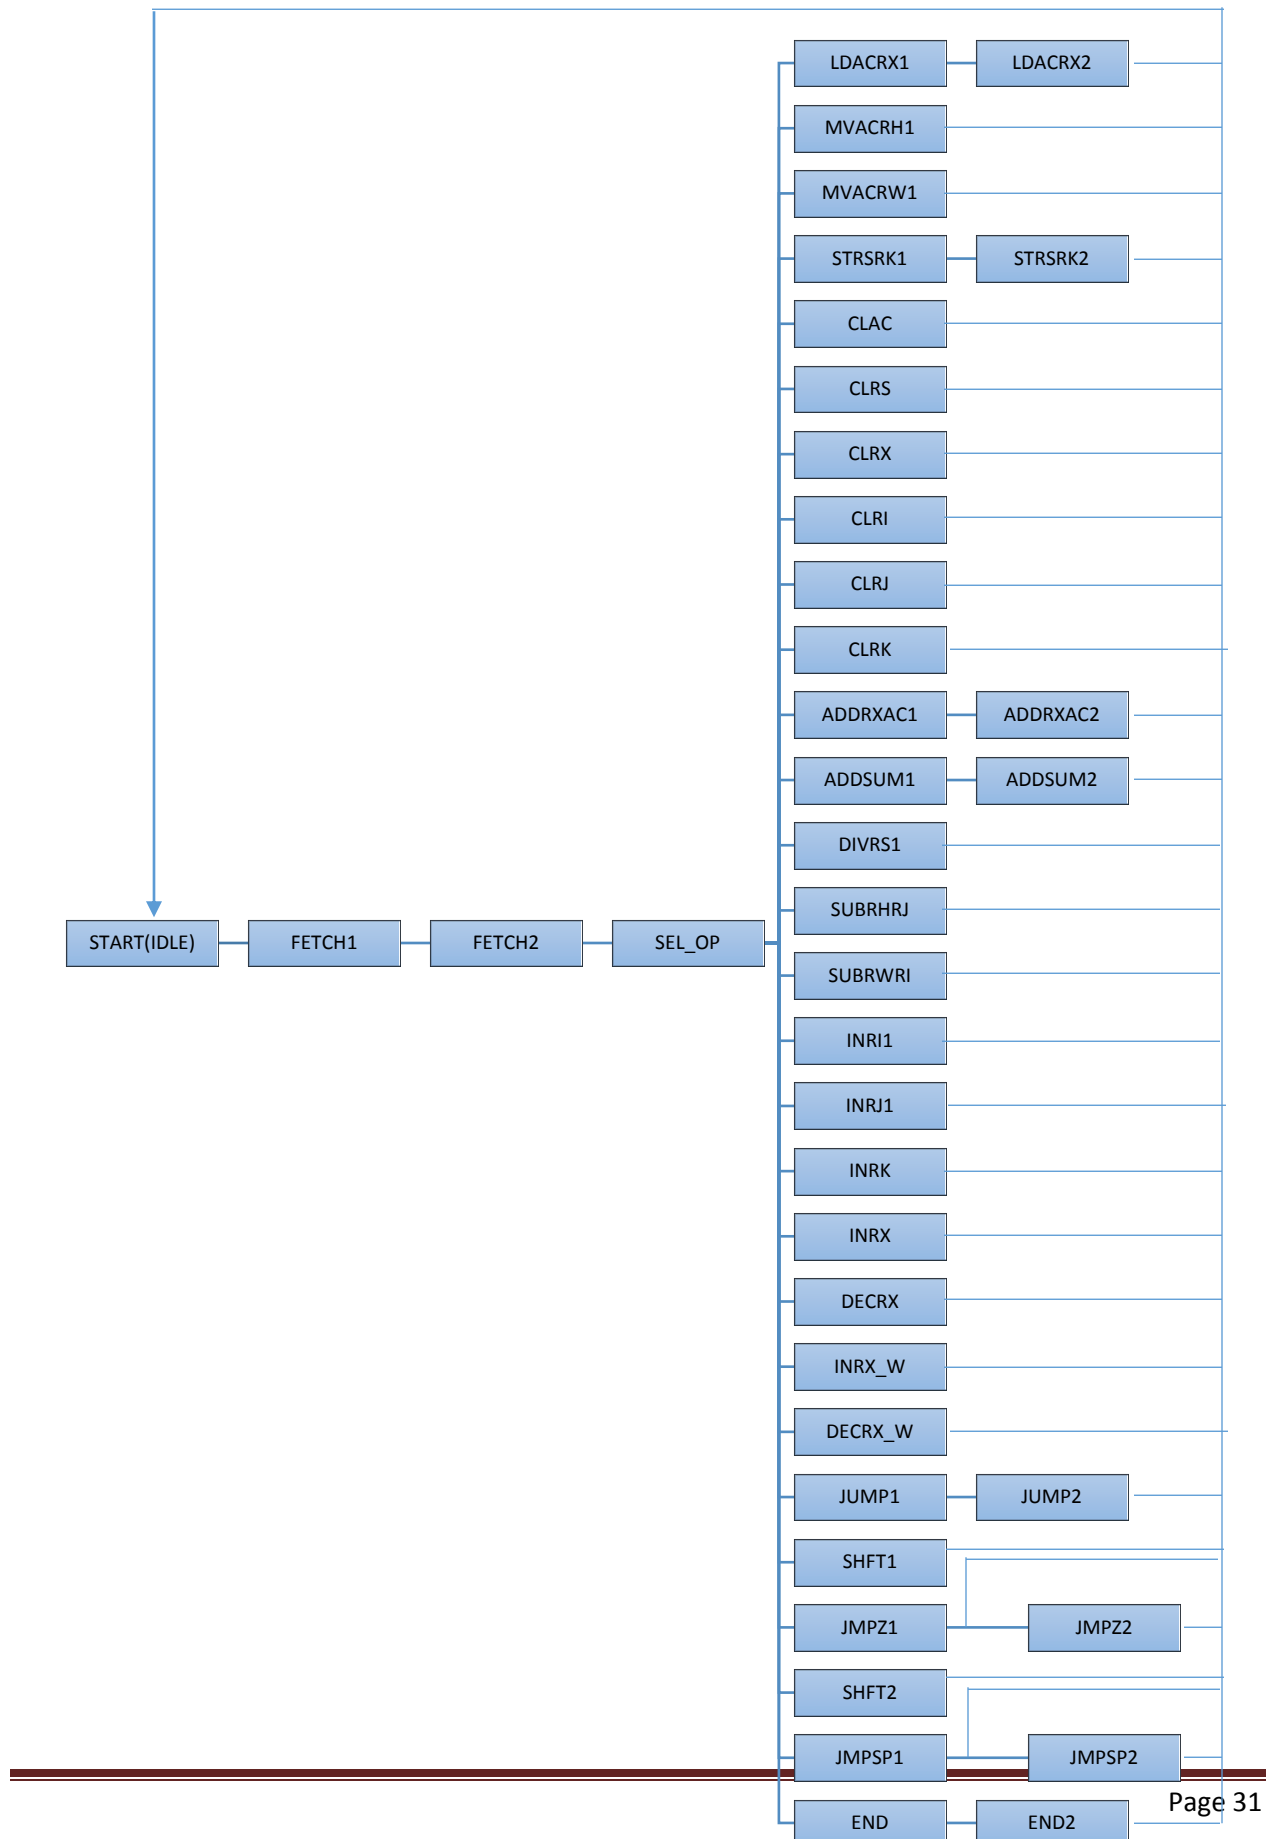 LDACRX1 LDACRX2
MVACRH1
MVACRW1
STRSRK1 STRSRK2
CLAC
CLRS
CLRX
CLRI
CLRJ
CLRK
ADDRXAC1 ADDRXAC2
ADDSUM1 ADDSUM2
DIVRS1
SUBRHRJ
START(IDLE) FETCH1 FETCH2 SEL_OP
SUBRWRI
INRI1
INRJ1
INRK
INRX
DECRX
INRX_W
DECRX_W
JUMP1 JUMP2
SHFT1
JMPZ1 JMPZ2
SHFT2
JMPSP1 JMPSP2
Page 31
END END2